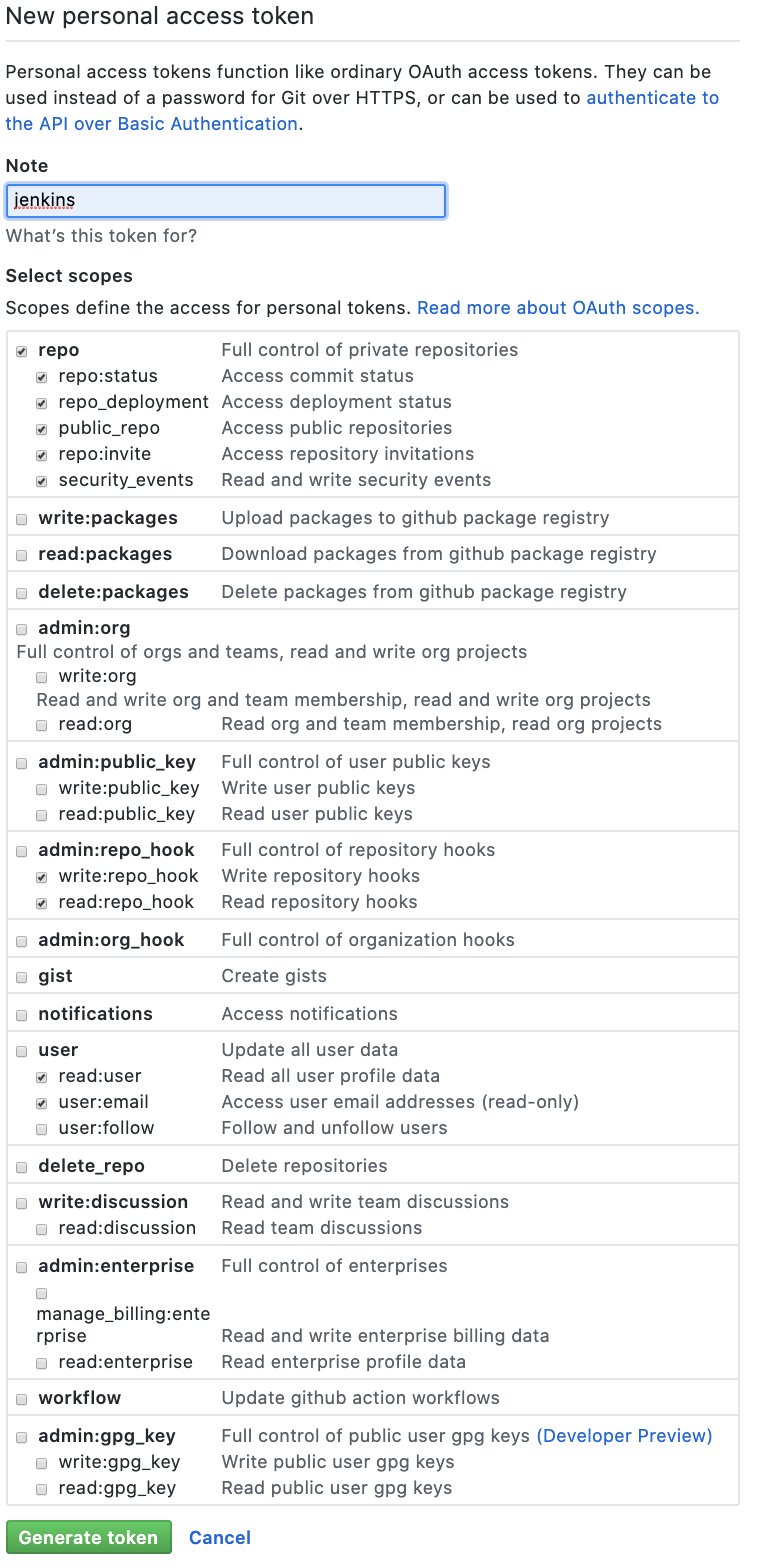 New personal access token
Personal access tokens function like ordinary OAuth access tokens. They can be
used instead of a password for Git over HTTPS, or can be used to authenticate to
the API over Basic Authentication.
Note
jenkins
What's this token for?
Select scopes
Scopes define the access for personal tokens. Read more about OAuth scopes.
repo Full control of private repositories
repo:status Access commit status
repo_deployment Access deployment status
public_repo Access public repositories
repo:invite Access repository invitations
security_events Read and write security events
write:packages Upload packages to github package registry
read:packages Download packages from github package registry
delete:packages Delete packages from github package registry
admin:org
Full control of orgs and teams, read and write org projects
write:org
Read and write org and team membership, read and write org projects
read:org Read org and team membership, read org projects
admin:public_key Full control of user public keys
write:public_key Write user public keys
read:public_key Read user public keys
admin:repo_hook Full control of repository hooks
write:repo_hook Write repository hooks
read:repo_hook Read repository hooks
admin:org_hook Full control of organization hooks
gist Create gists
notifications Access notifications
user Update all user data
read:user Read all user profile data
user:email Access user email addresses (read-only)
user:follow Follow and unfollow users
delete_repo Delete repositories
write:discussion Read and write team discussions
read:discussion Read team discussions
admin:enterprise Full control of enterprises
manage_billing:ente
rprise Read and write enterprise billing data
read:enterprise Read enterprise profile data
workflow Update github action workflows
admin:gpg_key Full control of public user gpg keys (Developer Preview)
write:gpg_key Write public user gpg keys
read:gpg_key Read public user gpg keys
Generate token Cancel